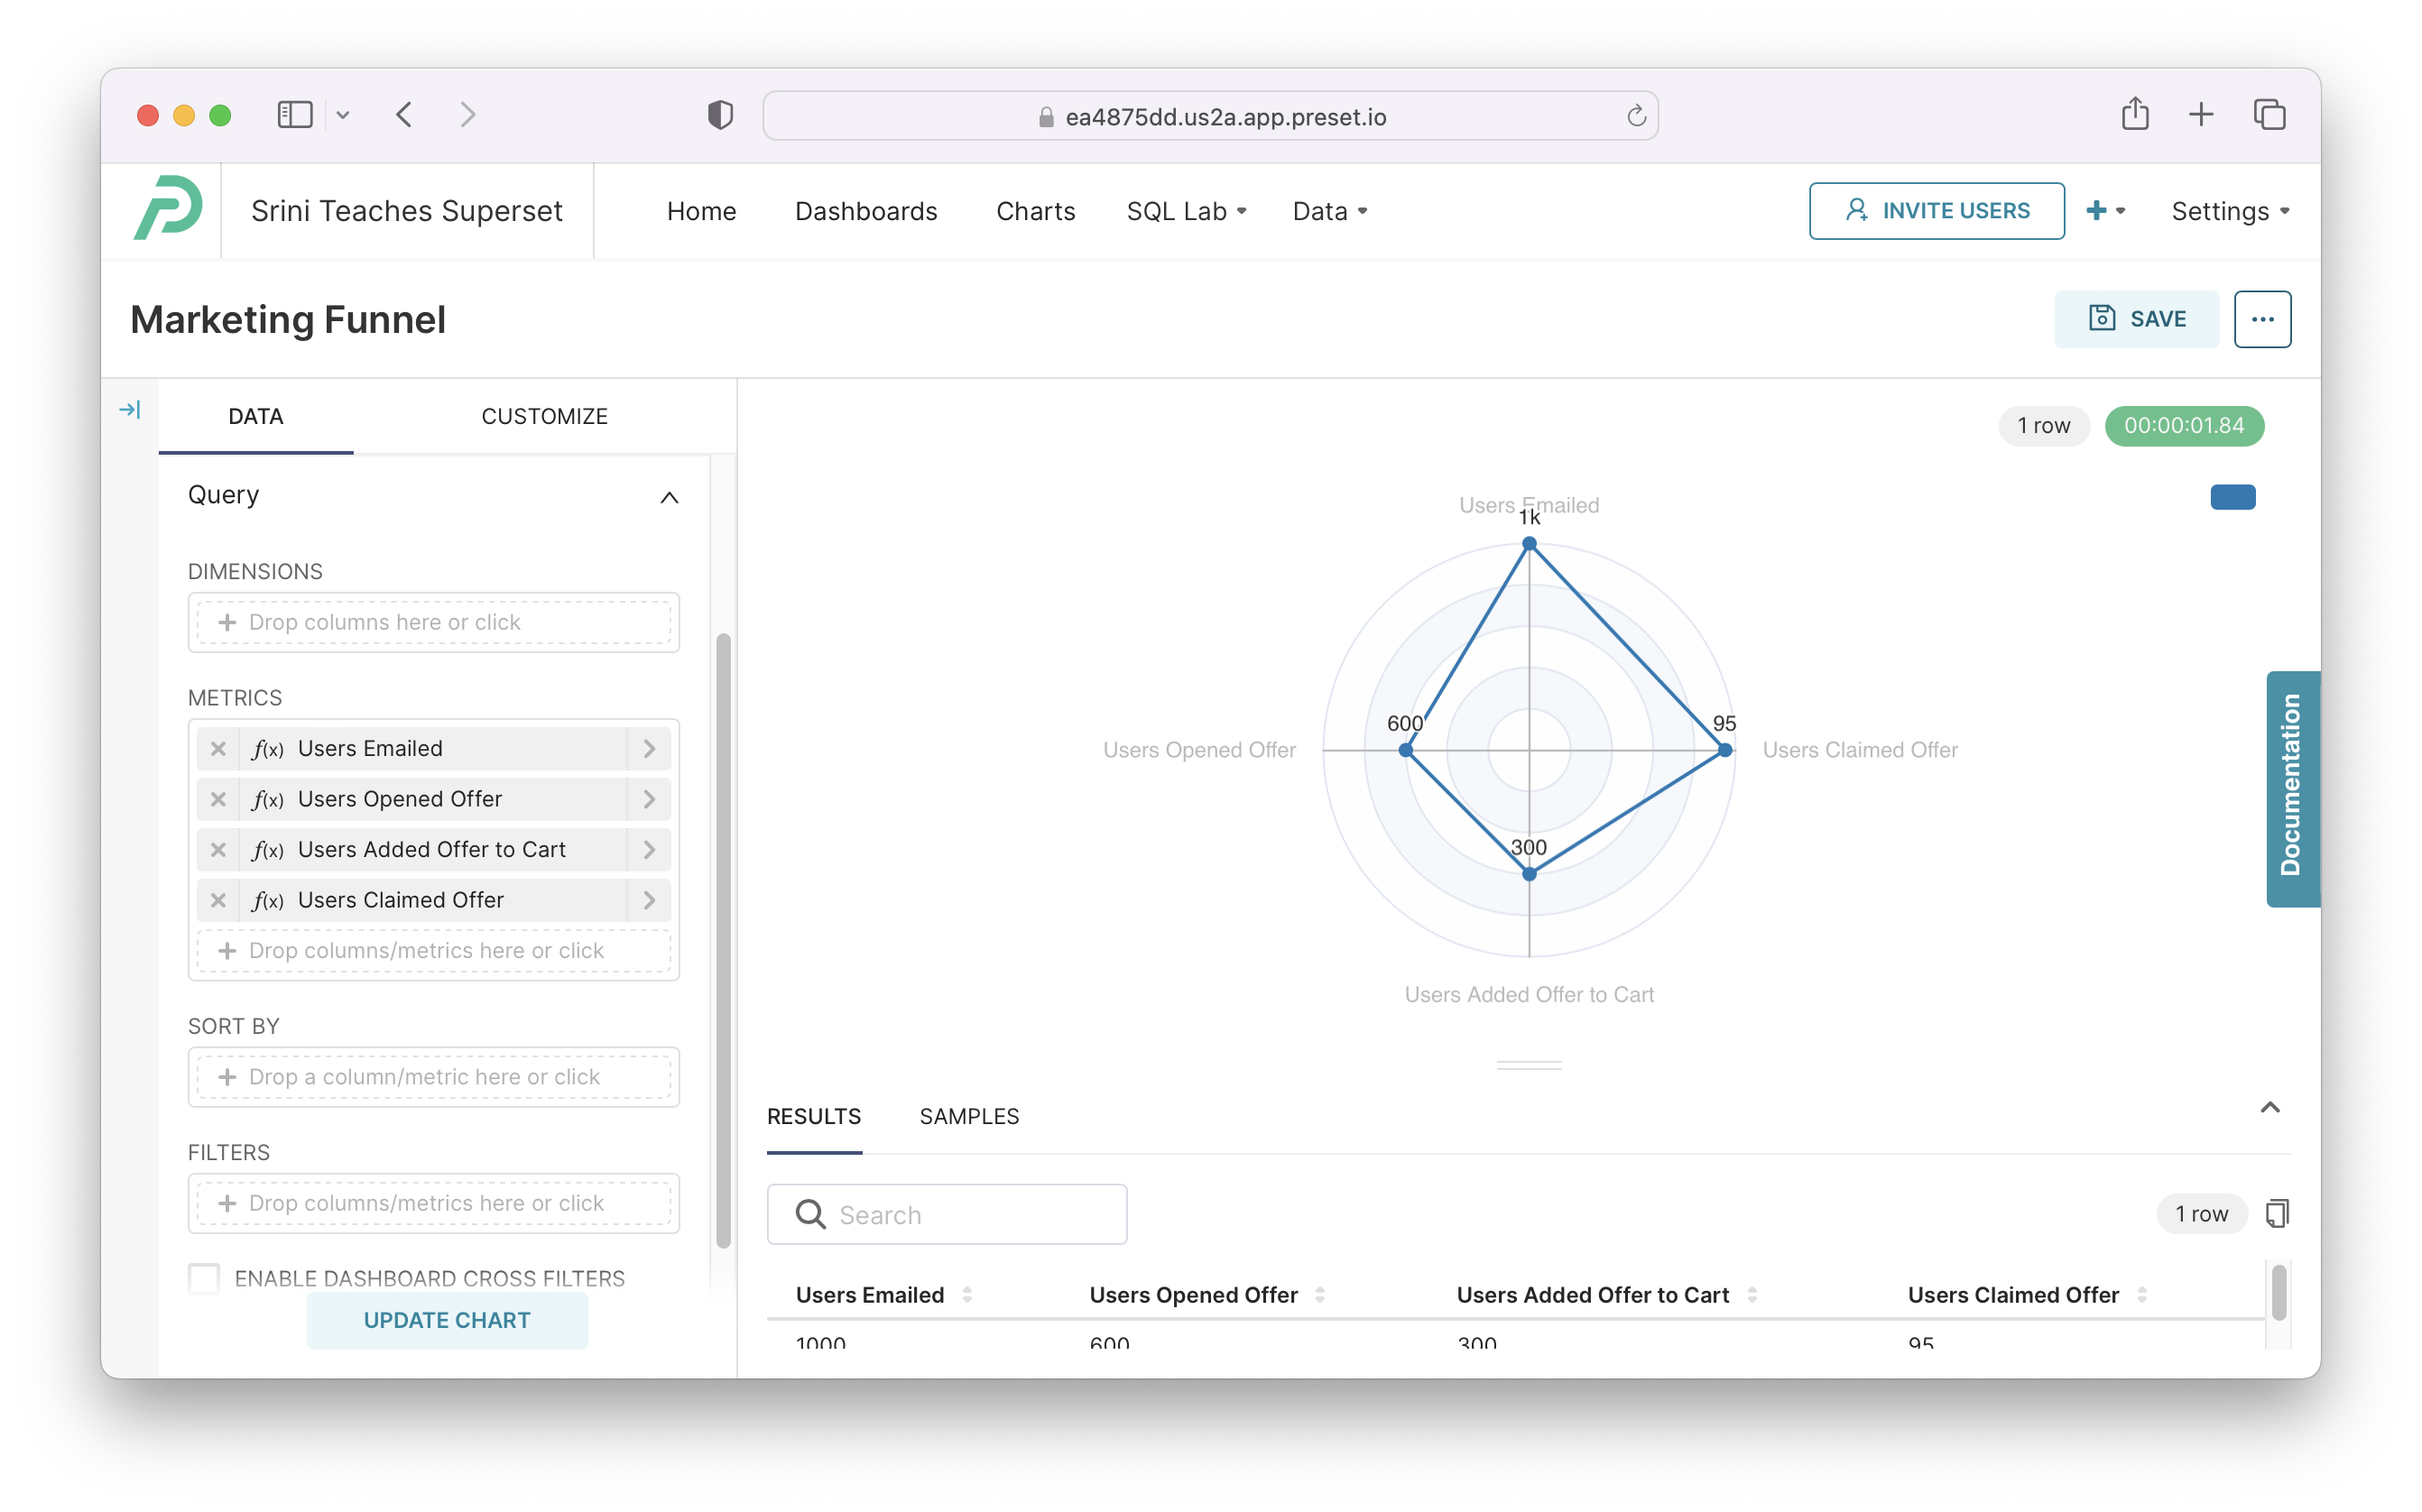 ea4875dd.us2a.app.preset.io
Srini Teaches Superset
Home
Dashboards
Charts
SQL Lab
Data
INVITE USERS
Settings
Marketing Funnel
SAVE
DATA
CUSTOMIZE
Query
DIMENSIONS
Drop columns here or click
METRICS
f(x) Users Emailed
f(x) Users Opened Offer
f(x) Users Added Offer to Cart
f(x) Users Claimed Offer
Drop columns/metrics here or click
SORT BY
Drop a column/metric here or click
FILTERS
Drop columns/metrics here or click
ENABLE DASHBOARD CROSS FILTERS
UPDATE CHART
1 row
00:00:01.84
Users Emailed
1k
600
95
Users Opened Offer
Users Claimed Offer
300
Users Added Offer to Cart
Documentation
RESULTS
SAMPLES
Search
1 row
Users Emailed
Users Opened Offer
Users Added Offer to Cart
Users Claimed Offer
1000
600
300
95